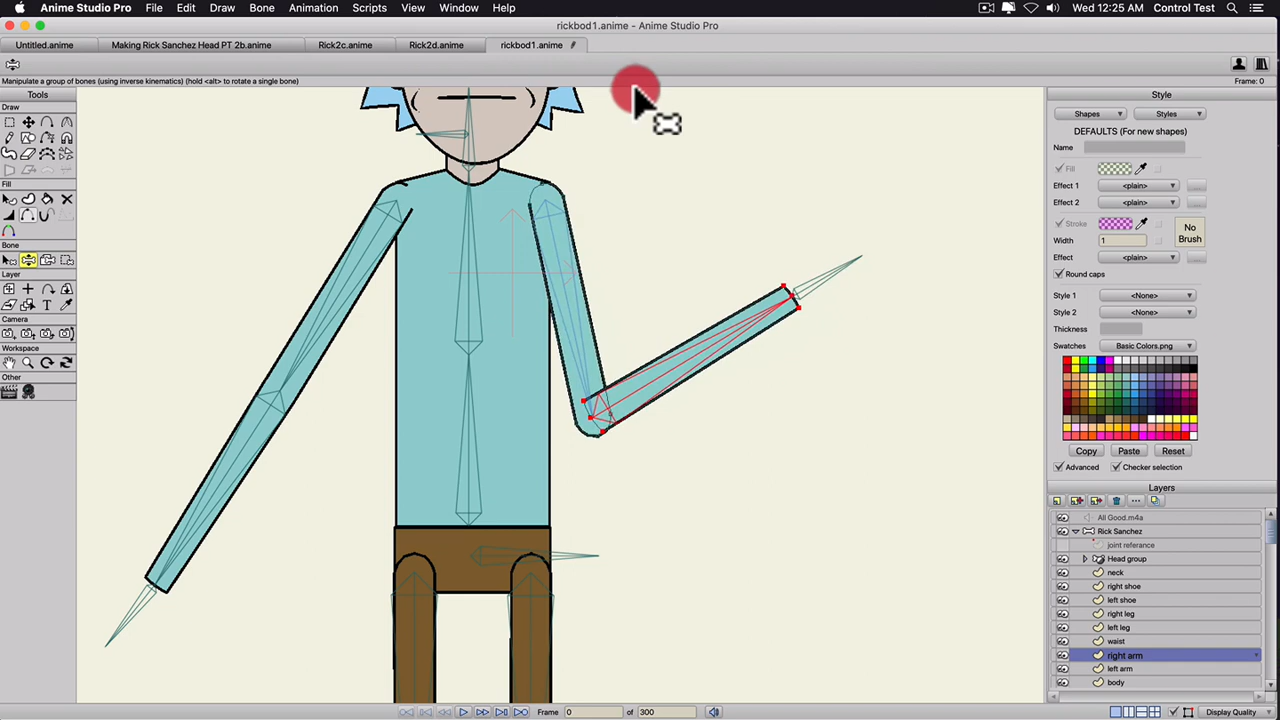 Anime Studio Pro File Edit Draw Bone Animation Scripts View Window Help Wed 12:25 AM Control Test
rickbod1.anime - Anime Studio Pro
Untitled.anime Making Rick Sanchez Head PT 2b.anime Rick2c.anime Rick2d.anime rickbod1.anime
Manipulate a group of bones (using inverse kinematics) (hold <alt> to rotate a single bone) Frame: 0
Tools
Draw
Fill
Bone
Layer
Camera
Workspace
Other
Style
Shapes Styles
DEFAULTS (For new shapes)
Name
Fill
Effect 1 <plain> ...
Effect 2 <plain> ...
Stroke
Width 1
No
Brush
Effect <plain> ...
Round caps
Style 1 <None>
Style 2 <None>
Thickness
Swatches Basic Colors.png
Copy Paste Reset
Advanced Checker selection
Layers
All Good.m4a
Rick Sanchez
joint referance
Head group
neck
right shoe
left shoe
right leg
left leg
waist
right arm
left arm
body
Frame 0 of 300 Display Quality